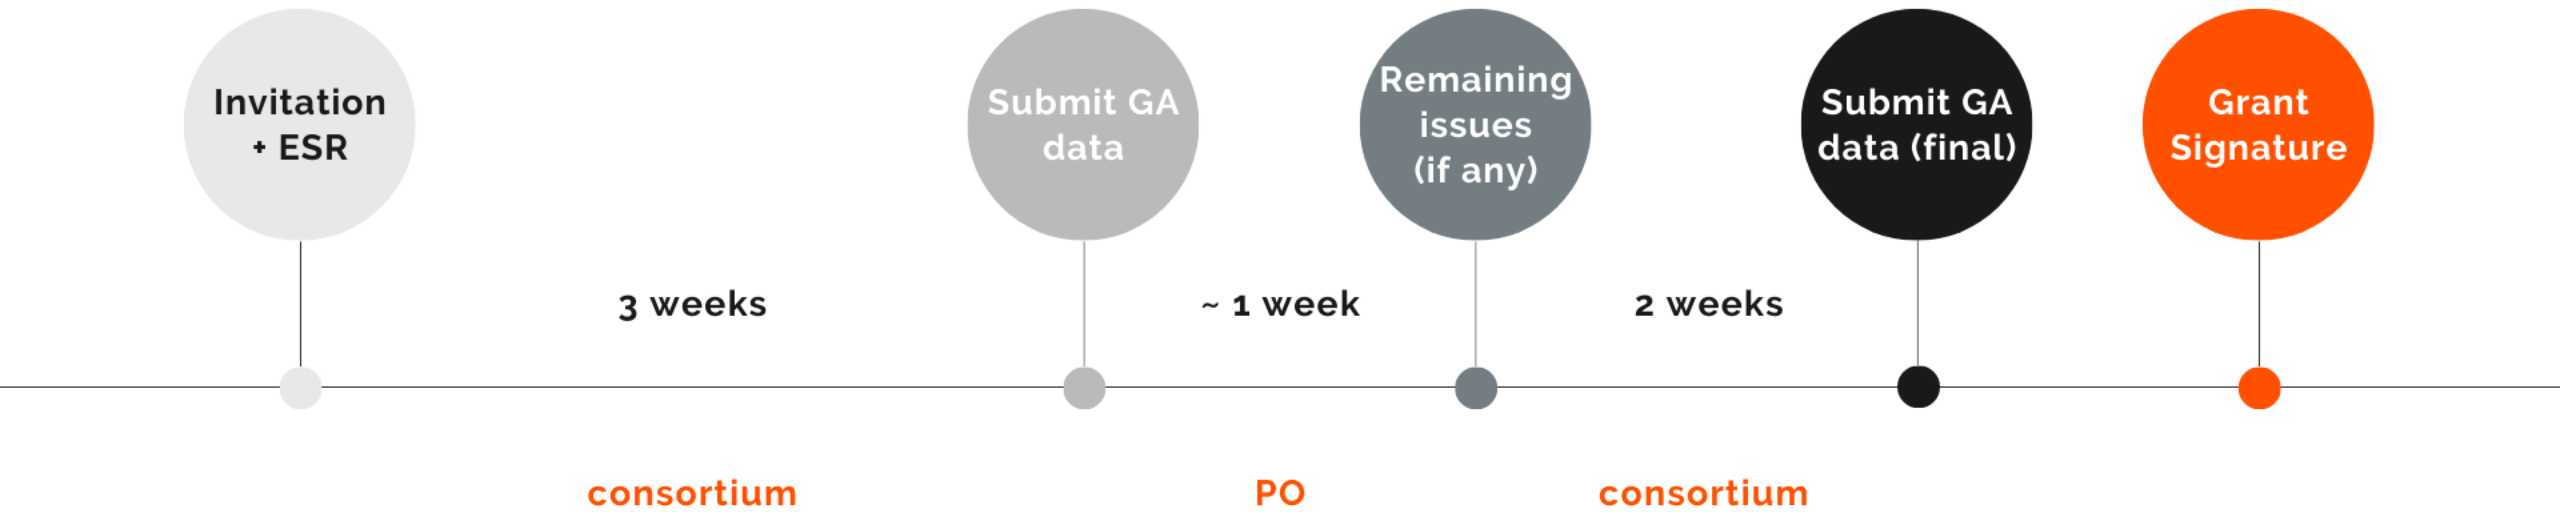 Invitation
+ ESR
Submit GA
data
Remaining
issues
(if any)
Submit GA
data (final)
Grant
Signature
3 weeks
~ 1 week
2 weeks
consortium
PO
consortium